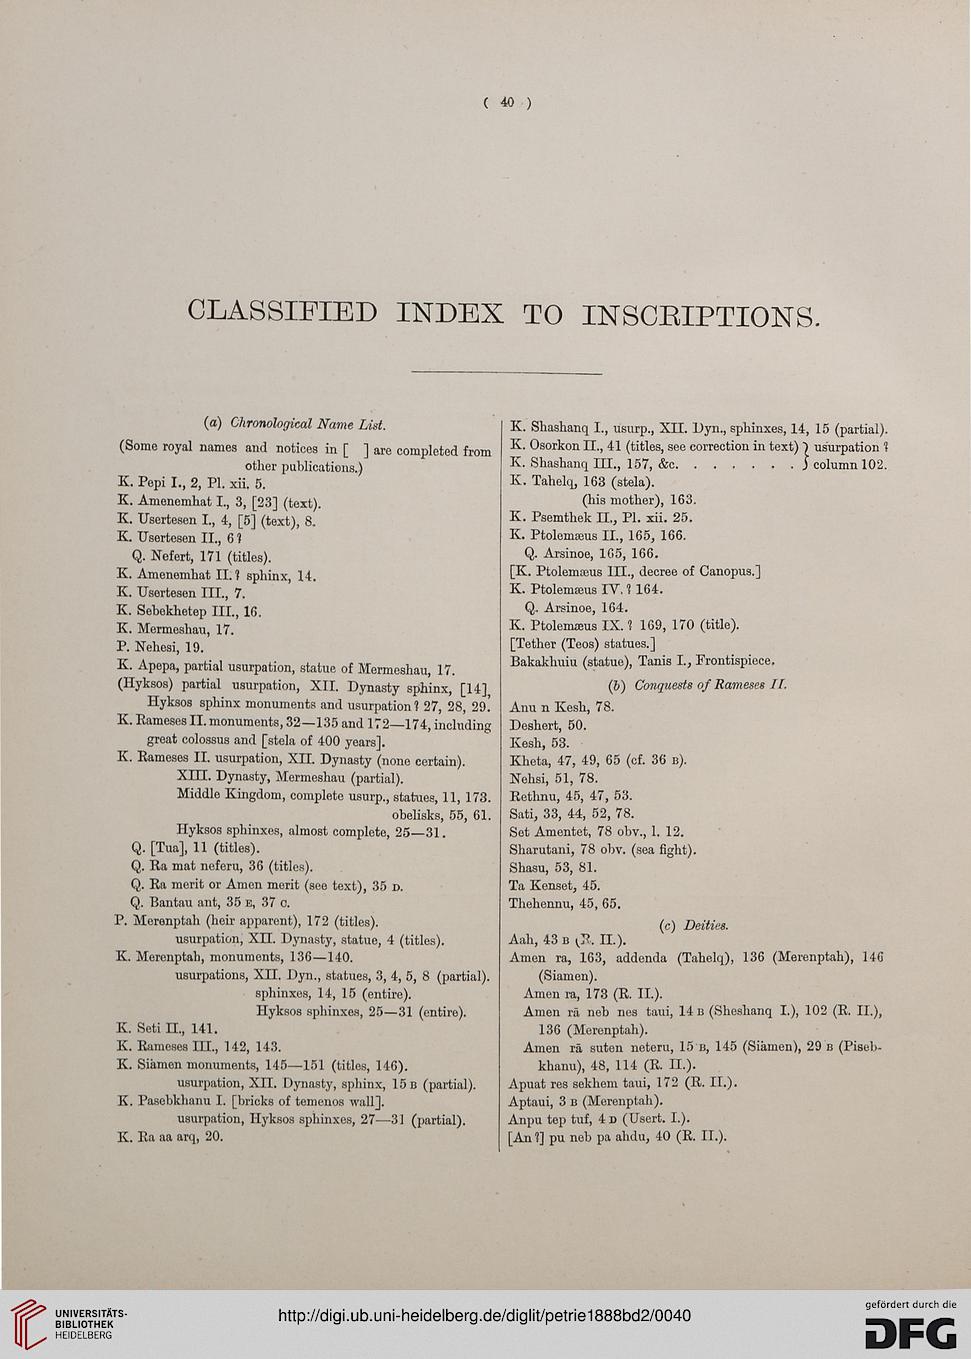 ( 40 )
CLASSIFIED INDEX TO INSCRIPTIONS.
(a) Chronological Name List.
(Some royal names and notices in [ ] are completed from
other publications.)
K. Pepi I., 2, Pl. xii. 5.
K. Amenemhat I., 3, [23] (text).
K. Usertesen I., 4, [5] (text), 8.
K. Usertesen II., 6?
Q. Nefert, 171 (titles).
K. Amenemhat II.? sphinx, 14.
K. Usertesen III., 7.
K. Sebekhetep III., 16.
K. Mermeshau, 17.
P. Nehesi, 19.
K. Apepa, partial usurpation, statue of Mermeshau, 17.
(Hyksos) partial usurpation, XII. Dynasty sphinx, [14],
Hyksos sphinx monuments and usurpation? 27, 28, 29.
K. Rameses II. monuments, 32—135 and 172—174, including
great colossus and [stela of 400 years].
K. Rameses II. usurpation, XII. Dynasty (none certain).
XIII. Dynasty, Mermeshau (partial).
Middle Kingdom, complete usurp., statues, 11, 173.
obelisks, 55, 61.
Hyksos sphinxes, almost complete, 25—31.
Q. [Tua], 11 (titles).
Q. Ra mat neferu, 36 (titles).
Q. Ra merit or Amen merit (see text), 35 D.
Q. Bantau ant, 35 E, 37 C.
P. Merenptah (heir apparent), 172 (titles).
usurpation, XII. Dynasty, statue, 4 (titles).
K. Merenptah, monuments, 136—140.
usurpations, XII. Dyn., statues, 3, 4, 5, 8 (partial).
sphinxes, 14, 15 (entire).
Hyksos sphinxes, 25—31 (entire).
K. Seti II., 141.
K. Rameses III., 142, 143.
K. Siàmen monuments, 145—151 (titles, 146).
usurpation, XII. Dynasty, sphinx, 15 B (partial).
K. Pasebkhanu I. [bricks of temenos wall].
usurpation, Hyksos sphinxes, 27—31 (partial).
K. Ra aa arq, 20.
K. Shashanq I., usurp., XII. Dyn., sphinxes, 14, 15 (partial).
K. Osorkon II., 41 (titles, see correction in text) } usurpation?
K. Shashanq III., 157, &c. . . . . . . . } column 102.
K. Tahelq, 163 (stela).
(his mother), 163.
K. Psemthek II., Pl. xii. 25.
K. Ptolemæus II., 165, 166.
Q. Arsinoe, 165, 166.
[K. Ptolemæus III., decree of Canopus.]
K. Ptolemæus IV.? 164.
Q. Arsinoe, 164.
K. Ptolemæus IX.? 169, 170 (title).
[Tether (Teos) statues.]
Bakakhuiu (statue), Tanis I., Frontispiece.
(b) Conquests of Rameses II.
Anu n Kesh, 78.
Deshert, 50.
Kesh, 53.
Kheta, 47, 49, 65 (cf. 36 B).
Nehsi, 51, 78.
Rethnu, 45, 47, 53.
Sati, 33, 44, 52, 78.
Set Amentet, 78 obv., l. 12.
Sharutani, 78 obv. (sea fight).
Shasu, 53, 81.
Ta Kenset, 45.
Thehennu, 45, 65.
(c) Deities.
Aah, 43 B (R. II.).
Amen ra, 163, addenda (Tahelq), 136 (Merenptah), 146
(Siamen).
Amen ra, 173 (R. II.).
Amen rā neb nes taui, 14 B (Sheshanq I.), 102 (R. II.),
136 (Merenptah).
Amen rā suten neteru, 15 B, 145 (Siāmen), 29 B (Piseb-
khanu), 48, 114 (R. II.).
Apuat res sekhem taui, 172 (R. II.).
Aptaui, 3 B (Merenptah).
Anpu tep tuf, 4 D (Usert. I.).
[An?] pu neb pa ahdu, 40 (R. II.).
UNIVERSITÄTS-
BIBLIOTHEK
HEIDELBERG
http://digi.ub.uni-heidelberg.de/diglit/petrie1888bd2/0040
gefördert durch die
DFG